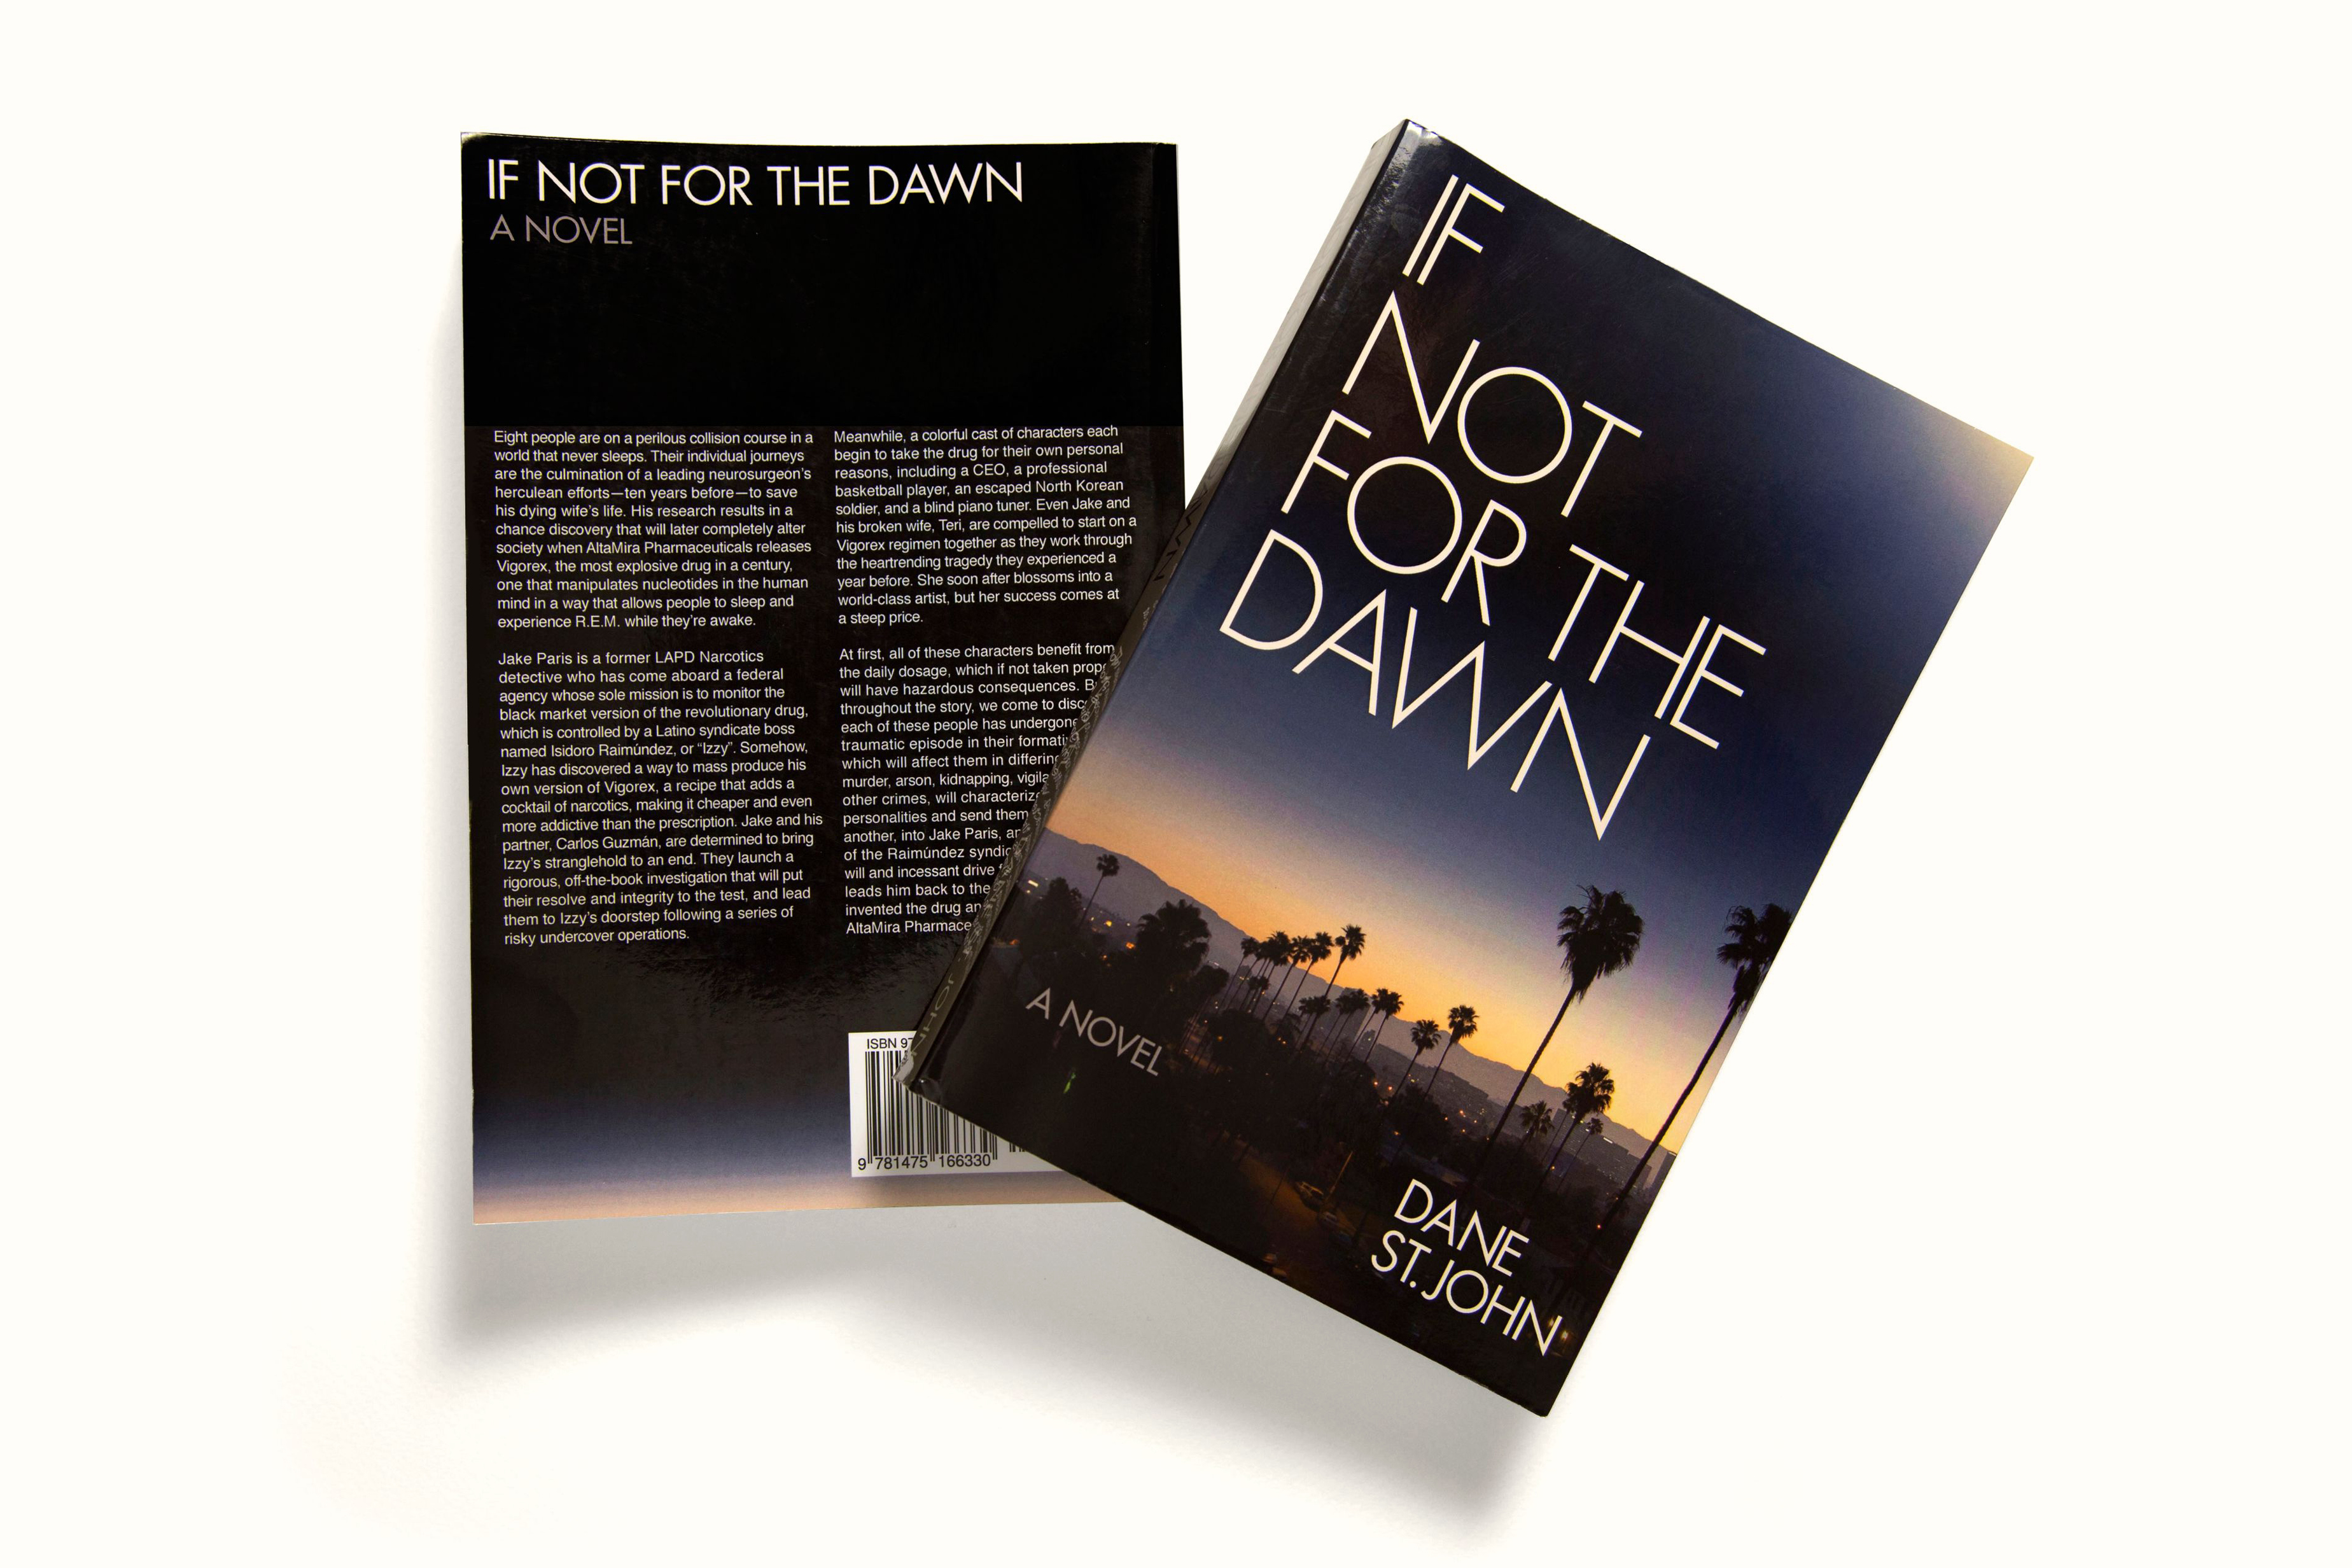 IF NOT FOR THE DAWN
A NOVEL
Eight people are on a perilous collision course in a
world that never sleeps. Their individual journeys
are the culmination of a leading neurosurgeon's
herculean efforts—ten years before—to save
his dying wife's life. His research results in a
chance discovery that will later completely alter
society when AltaMira Pharmaceuticals releases
Vigorex, the most explosive drug in a century,
one that manipulates nucleotides in the human
mind in a way that allows people to sleep and
experience R.E.M. while they're awake.
Jake Paris is a former LAPD Narcotics
detective who has come aboard a federal
agency whose sole mission is to monitor the
black market version of the revolutionary drug,
which is controlled by a Latino syndicate boss
named Isidoro Raimúndez, or "Izzy". Somehow,
Izzy has discovered a way to mass produce his
own version of Vigorex, a recipe that adds a
cocktail of narcotics, making it cheaper and even
more addictive than the prescription. Jake and his
partner, Carlos Guzmán, are determined to bring
Izzy's stranglehold to an end. They launch a
rigorous, off-the-book investigation that will put
their resolve and integrity to the test, and lead
them to Izzy's doorstep following a series of
risky undercover operations.
Meanwhile, a colorful cast of characters each
begin to take the drug for their own personal
reasons, including a CEO, a professional
basketball player, an escaped North Korean
soldier, and a blind piano tuner. Even Jake and
his broken wife, Teri, are compelled to start on a
Vigorex regimen together as they work through
the heartrending tragedy they experienced a
year before. She soon after blossoms into a
world-class artist, but her success comes at
a steep price.
At first, all of these characters benefit from
the daily dosage, which if not taken
will have hazardous consequences.
throughout the story, we come to
each of these people has undergone
traumatic episode in their
which will affect them in differing
murder, arson, kidnapping,
other crimes, will
personalities and send them
another, into Jake Paris,
of the Raimúndez
will and incessant drive
leads him back to the
invented the drug
AltaMira
ISBN
9 781475 166330
IF
NOT
FOR THE
DAWN
A NOVEL
DANE
ST. JOHN